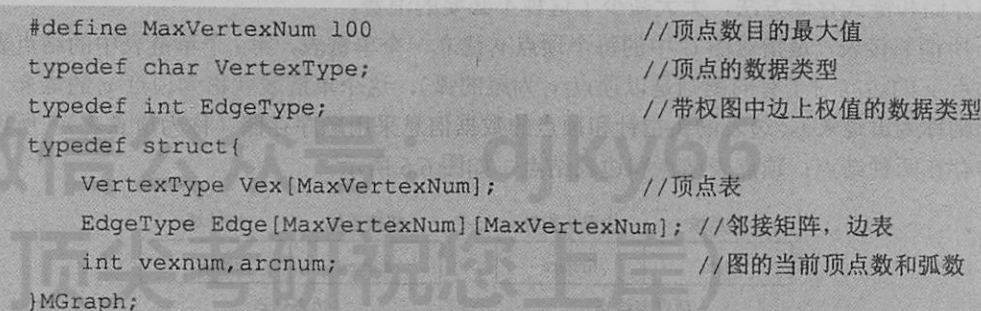 #define MaxVertexNum 100 //顶点数目的最大值
typedef char VertexType; //顶点的数据类型
typedef int EdgeType; //带权图中边上权值的数据类型
typedef struct{
VertexType Vex[MaxVertexNum]; //顶点表
EdgeType Edge[MaxVertexNum][MaxVertexNum]; //邻接矩阵，边表
int vexnum,arcnum; //图的当前顶点数和弧数
}MGraph;
微信公众号：djky66
顶尖考研祝您上岸）